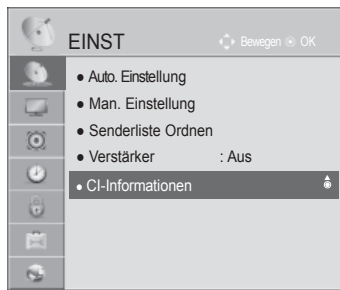 EINST
Bewegen OK
● Auto. Einstellung
● Man. Einstellung
● Senderliste Ordnen
● Verstärker : Aus
● CI-Informationen